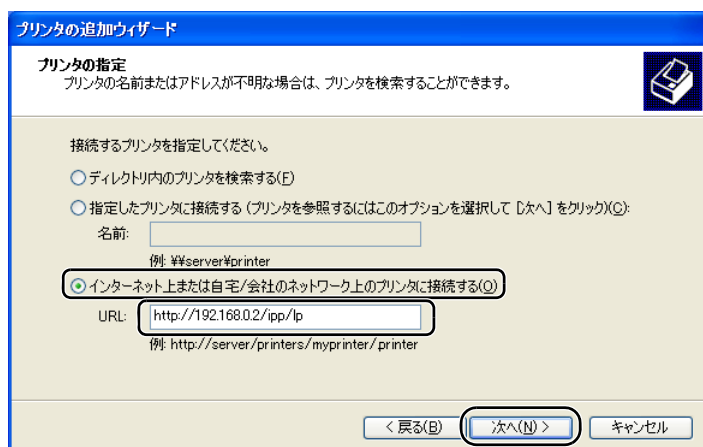 プリンタの追加ウィザード
プリンタの指定
プリンタの名前またはアドレスが不明な場合は、プリンタを検索することができます。
接続するプリンタを指定してください。
ディレクトリ内のプリンタを検索する(F)
指定したプリンタに接続する (プリンタを参照するにはこのオプションを選択して [次へ] をクリック)(C):
名前:
例: ¥¥server¥printer
インターネット上または自宅/会社のネットワーク上のプリンタに接続する(O)
URL: http://192.168.0.2/ipp/lp
例: http://server/printers/myprinter/.printer
< 戻る(B) 次へ(N) > キャンセル